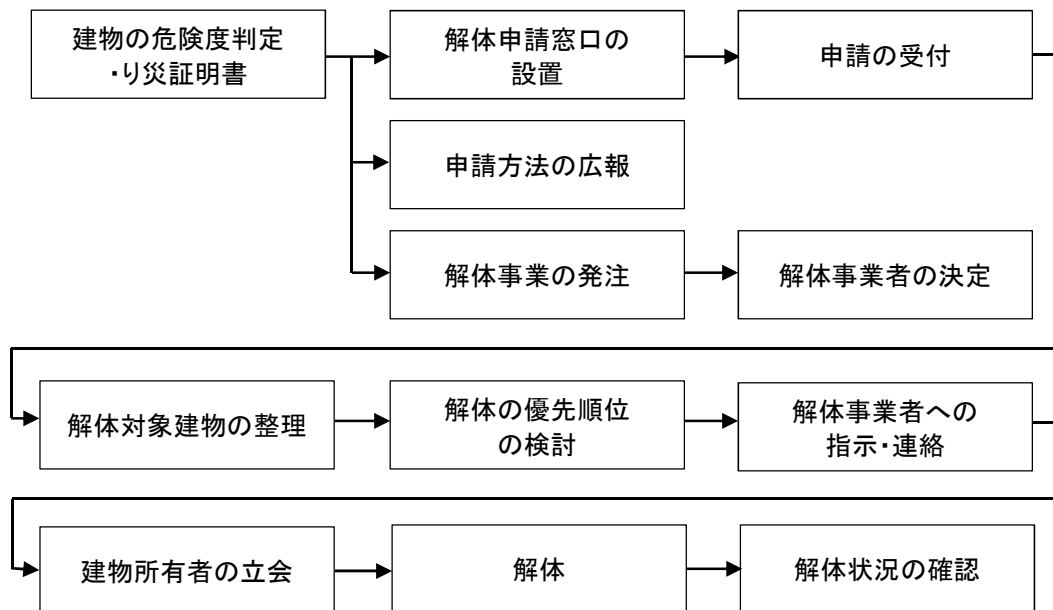 建物の危険度判定
・り災証明書
解体申請窓口の
設置
申請の受付
申請方法の広報
解体事業の発注
解体事業者の決定
解体対象建物の整理
解体の優先順位
の検討
解体事業者への
指示・連絡
建物所有者の立会
解体
解体状況の確認